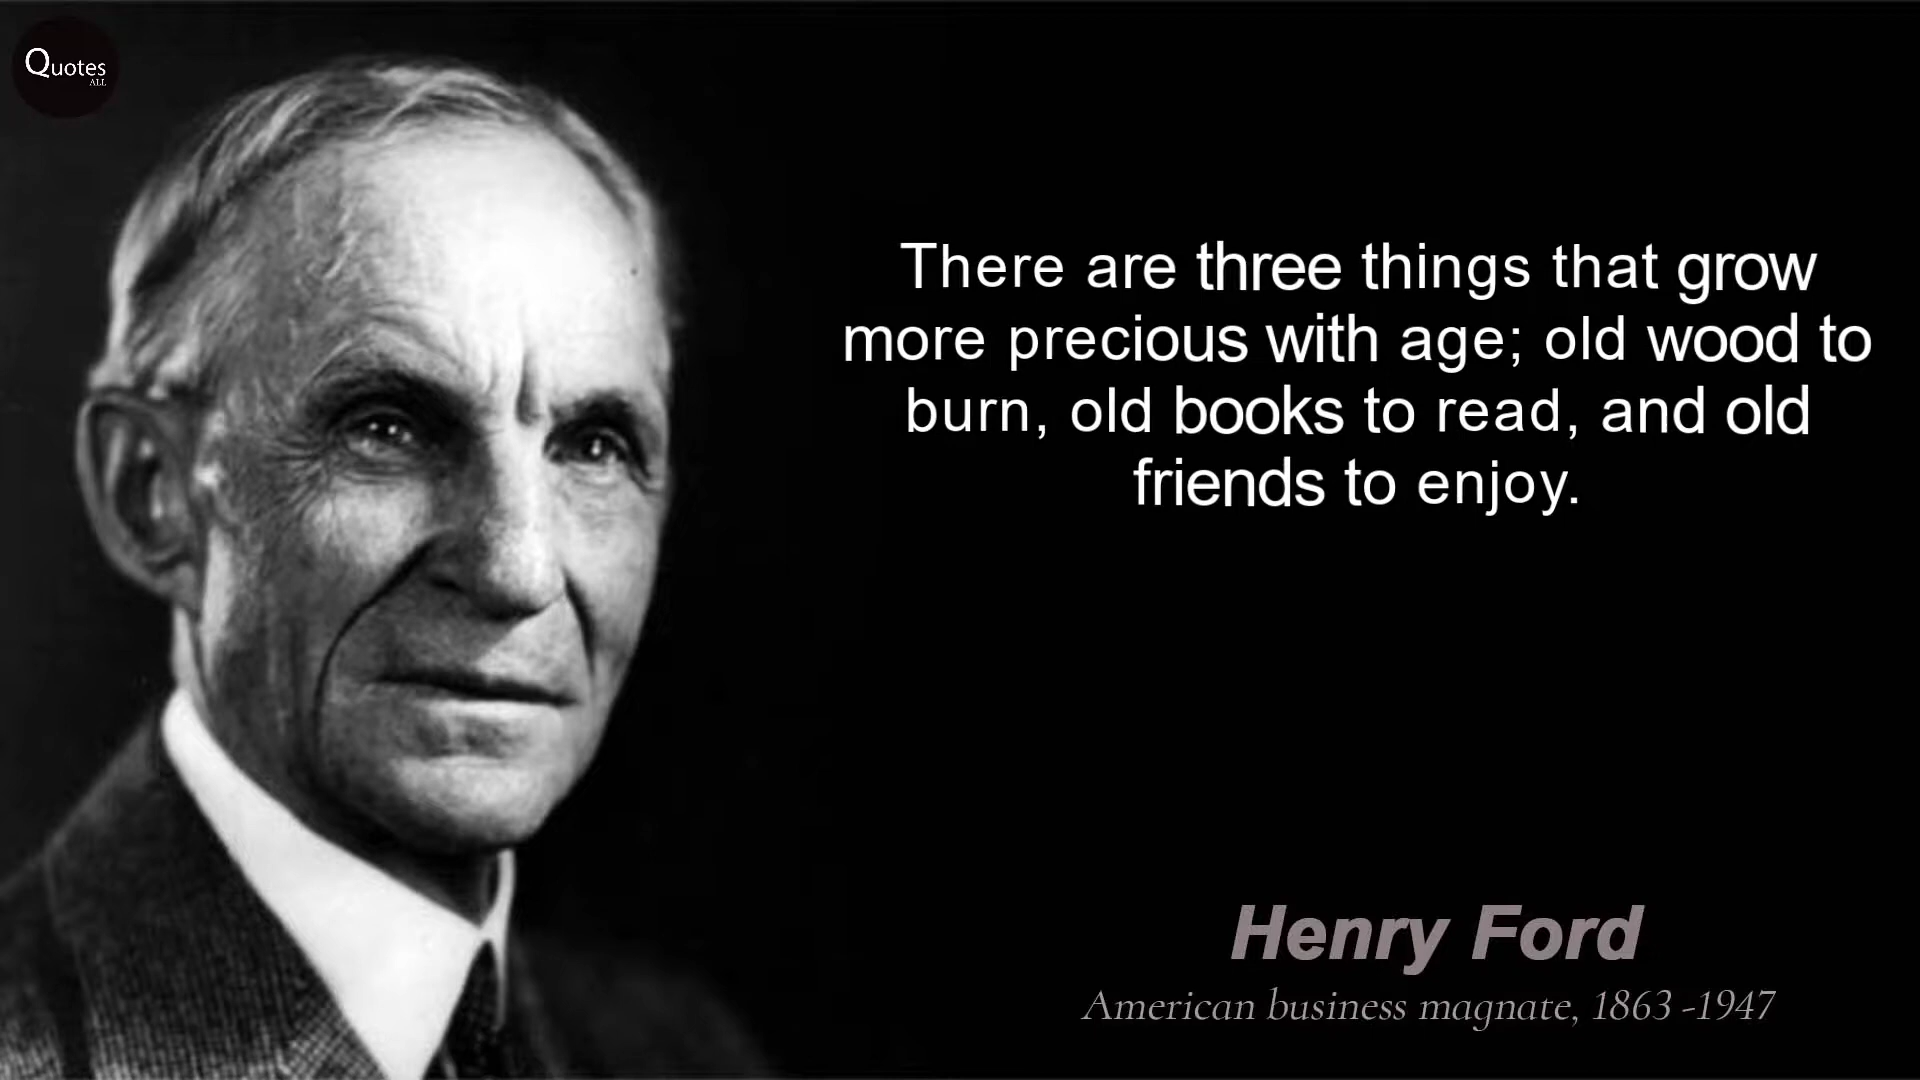 Quotes
ALL
There are three things that grow
more precious with age; old wood to
burn, old books to read, and old
friends to enjoy.
Henry Ford
American business magnate, 1863 -1947